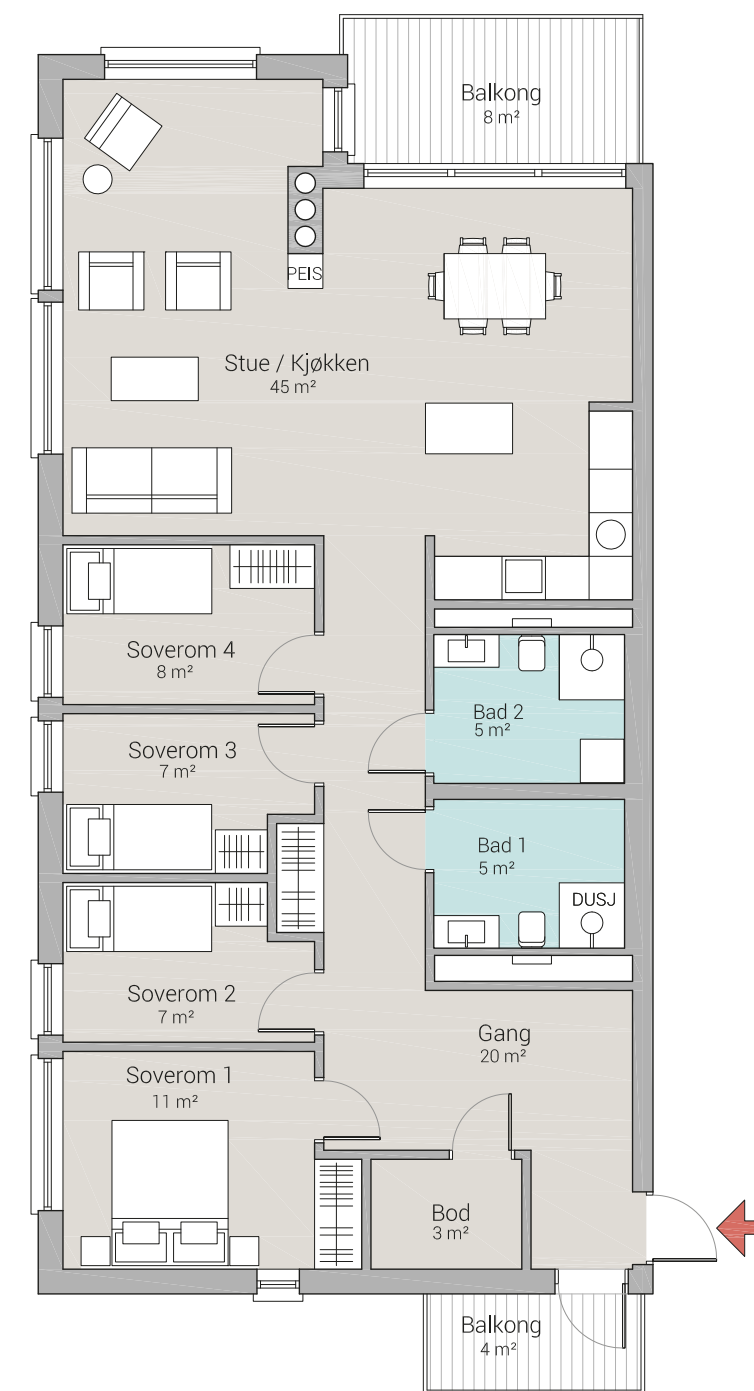 Balkong
8 m²
PEIS
Stue / Kjøkken
45 m²
Soverom 4
8 m²
Bad 2
5 m²
Soverom 3
7 m²
Bad 1
5 m²
DUSJ
Soverom 2
7 m²
Gang
20 m²
Soverom 1
11 m²
Bod
3 m²
Balkong
4 m²